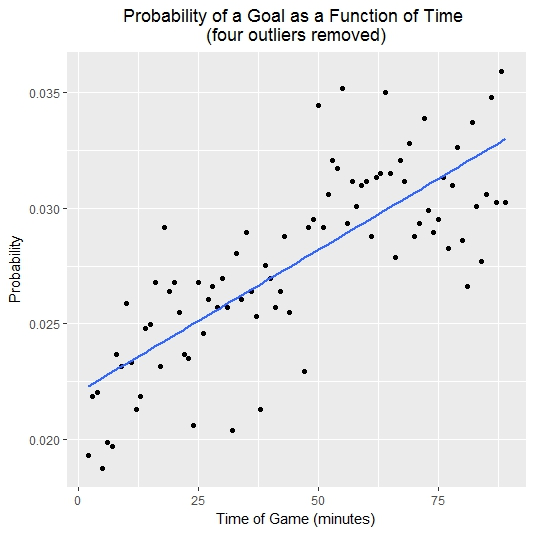 Probability of a Goal as a Function of Time
(four outliers removed)
0.035
0.030
0.025
0.020
Probability
0
25
50
75
Time of Game (minutes)